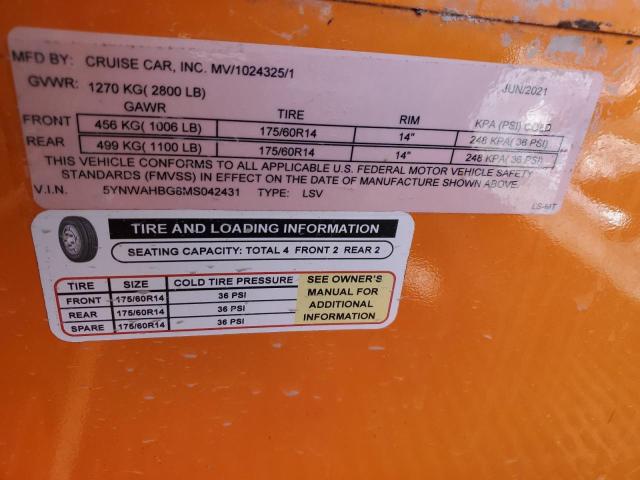 MFD BY: CRUISE CAR, INC. MV/1024325/1
GVWR: 1270 KG( 2800 LB) JUN/2021
GAWR TIRE RIM KPA (PSI) COLD
FRONT 456 KG( 1006 LB) 175/60R14 14" 248 KPA( 36 PSI)
REAR 499 KG( 1100 LB) 175/60R14 14" 248 KPA( 36 PSI)
THIS VEHICLE CONFORMS TO ALL APPLICABLE U.S. FEDERAL MOTOR VEHICLE SAFETY
STANDARDS (FMVSS) IN EFFECT ON THE DATE OF MANUFACTURE SHOWN ABOVE
V.I.N. 5YNWAHBG8MS042431 TYPE: LSV
TIRE AND LOADING INFORMATION
SEATING CAPACITY: TOTAL 4 FRONT 2 REAR 2
TIRE SIZE COLD TIRE PRESSURE
FRONT 175/60R14 36 PSI
REAR 175/60R14 36 PSI
SPARE 175/60R14 36 PSI
SEE OWNER'S
MANUAL FOR
ADDITIONAL
INFORMATION